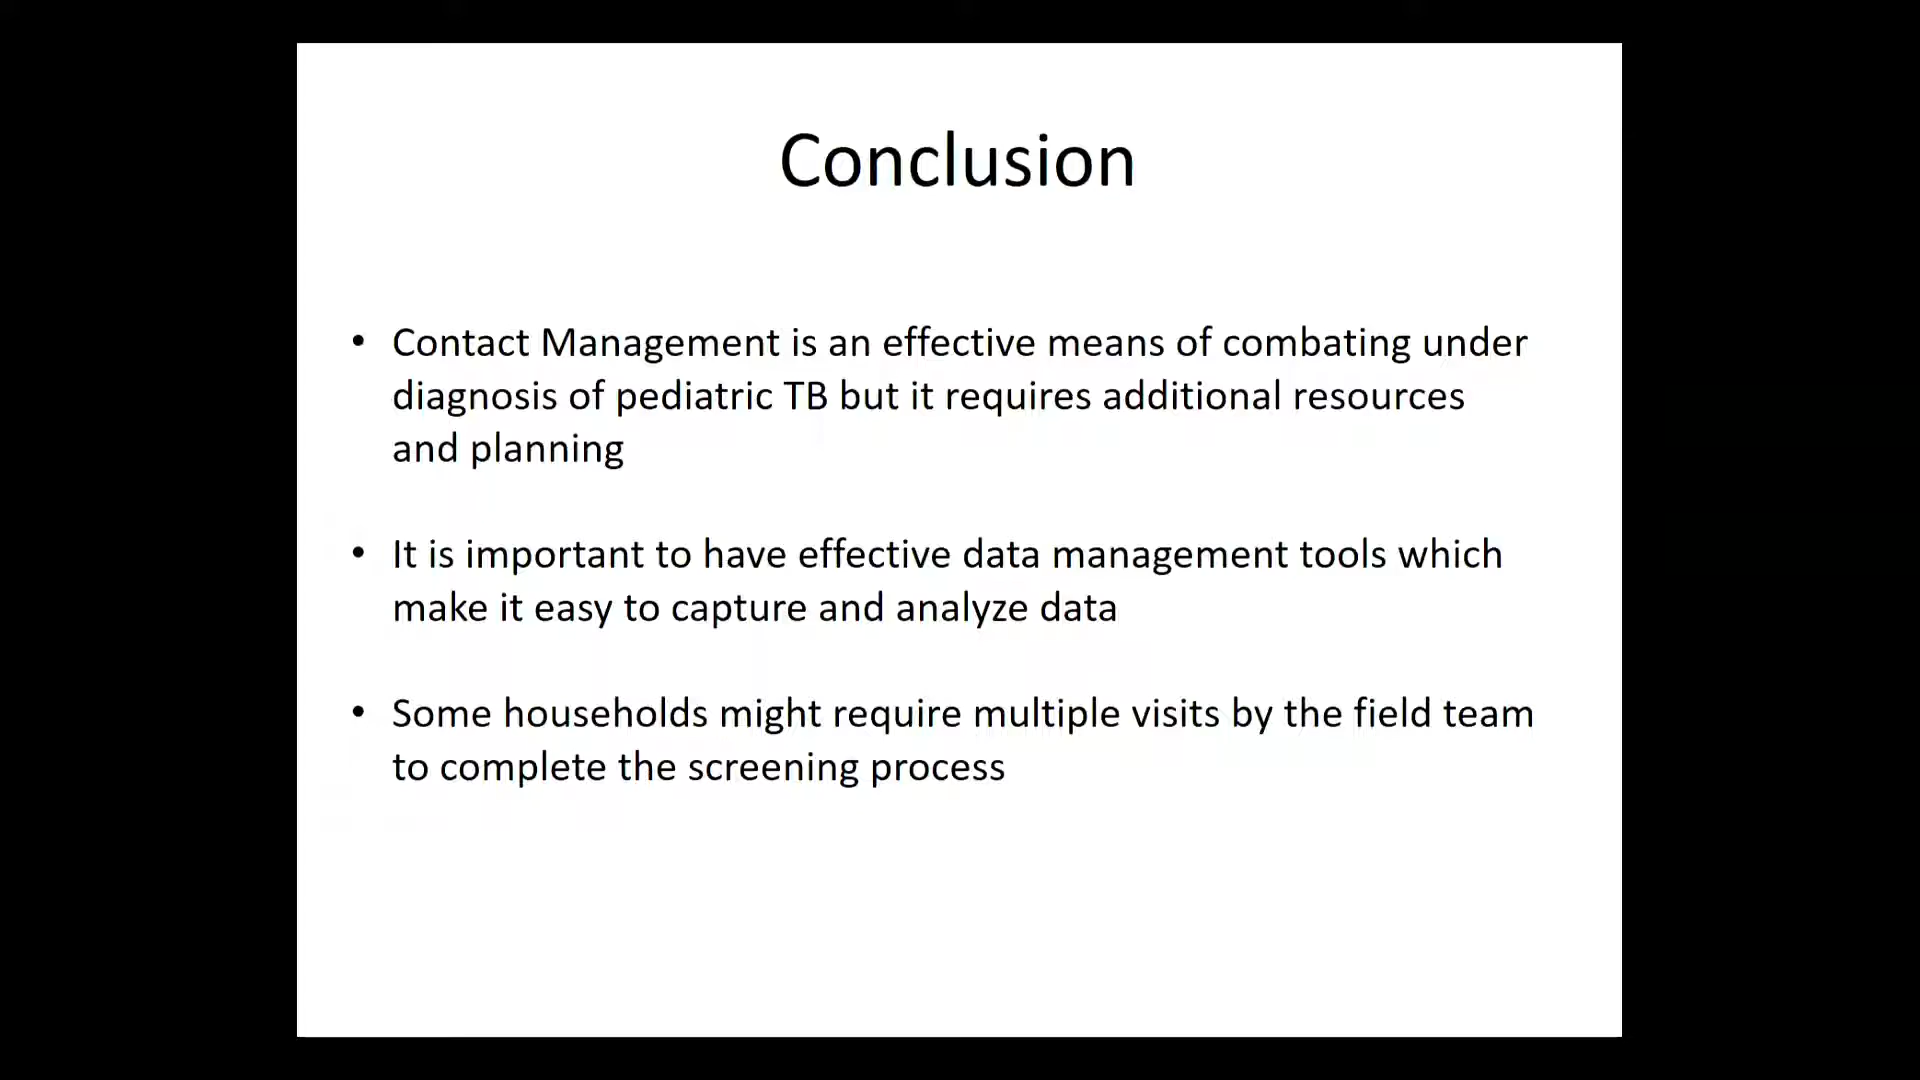 Conclusion
• Contact Management is an effective means of combating under
diagnosis of pediatric TB but it requires additional resources
and planning
• It is important to have effective data management tools which
make it easy to capture and analyze data
• Some households might require multiple visits by the field team
to complete the screening process